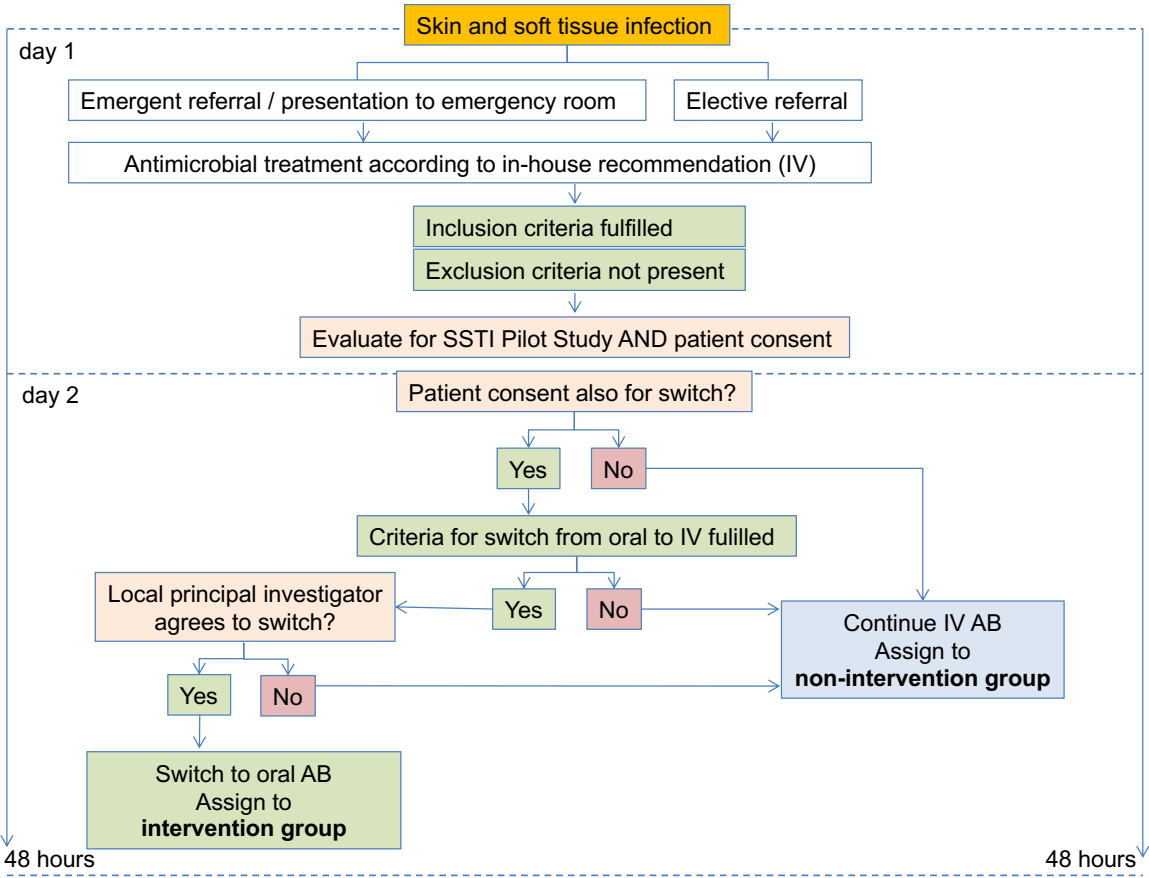 Skin and soft tissue infection
day 1
Emergent referral / presentation to emergency room
Elective referral
Antimicrobial treatment according to in-house recommendation (IV)
Inclusion criteria fulfilled
Exclusion criteria not present
Evaluate for SSTI Pilot Study AND patient consent
day 2
Patient consent also for switch?
Yes
No
Criteria for switch from oral to IV fulilled
Local principal investigator
agrees to switch?
Yes
No
Continue IV AB
Assign to
non-intervention group
Yes
No
Switch to oral AB
Assign to
intervention group
48 hours
48 hours